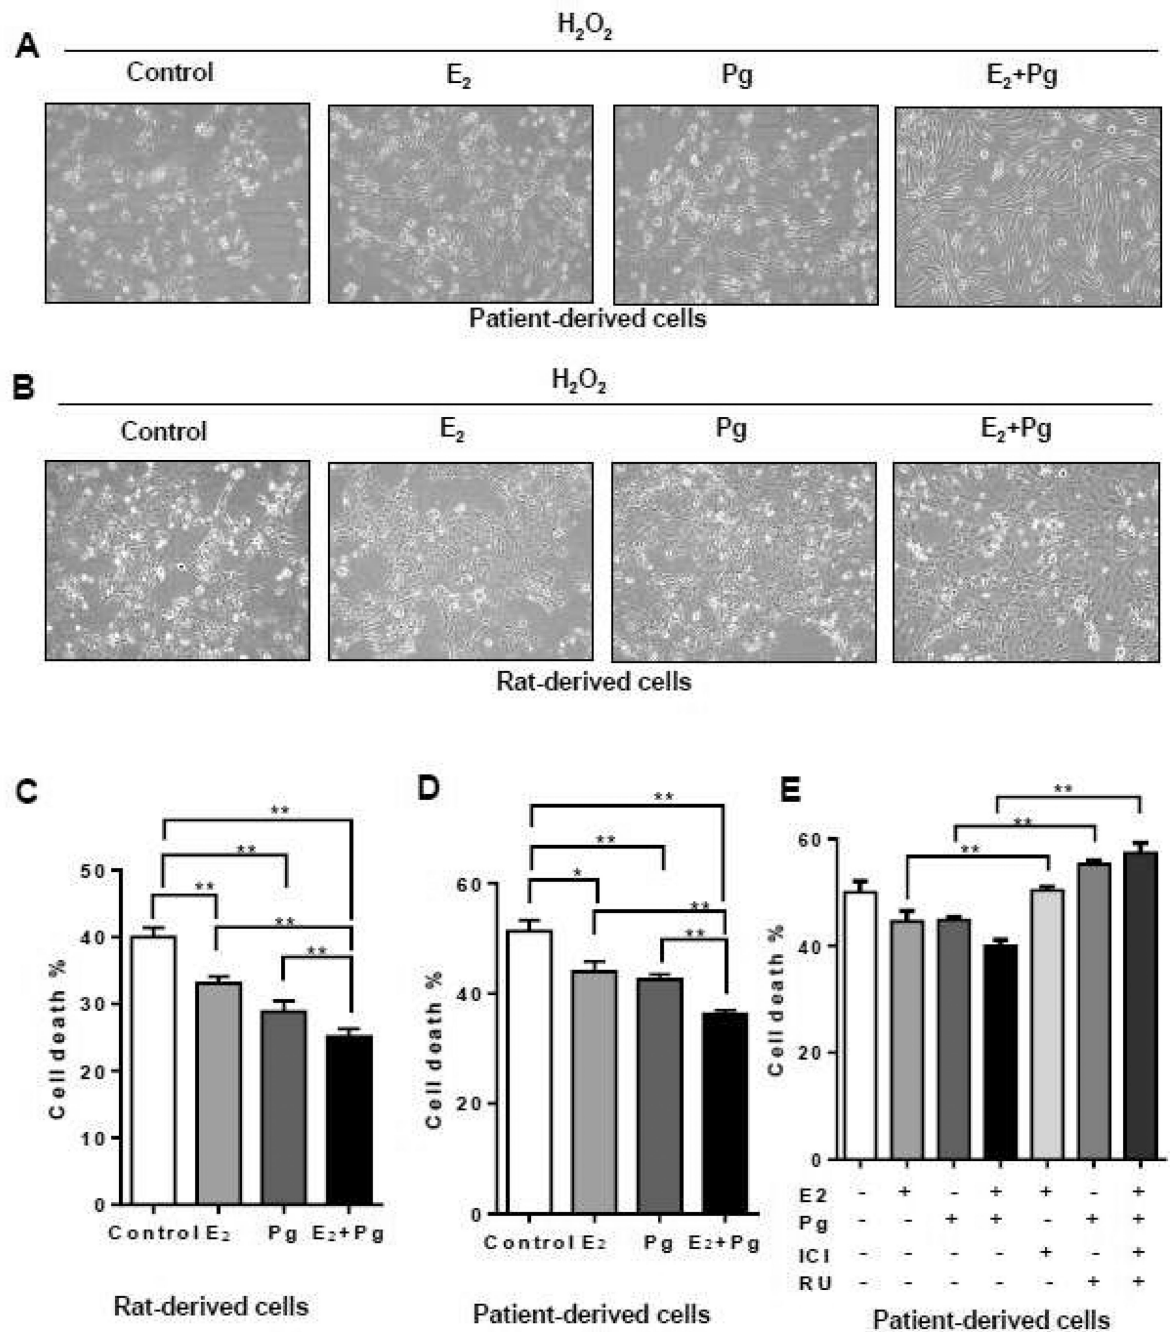 A
H₂O₂
Control E₂ Pg E₂+Pg
Patient-derived cells
B
H₂O₂
Control E₂ Pg E₂+Pg
Rat-derived cells
C
**
**
**
**
**
Cell death %
50
40
30
20
10
0
Control E₂ Pg E₂+Pg
Rat-derived cells
D
**
**
*
**
**
Cell death %
60
40
20
0
Control E₂ Pg E₂+Pg
Patient-derived cells
E
**
**
**
Cell death %
60
40
20
0
E2 - + - + + - +
Pg - - + + - + +
ICI - - - - + - +
RU - - - - - + +
Patient-derived cells